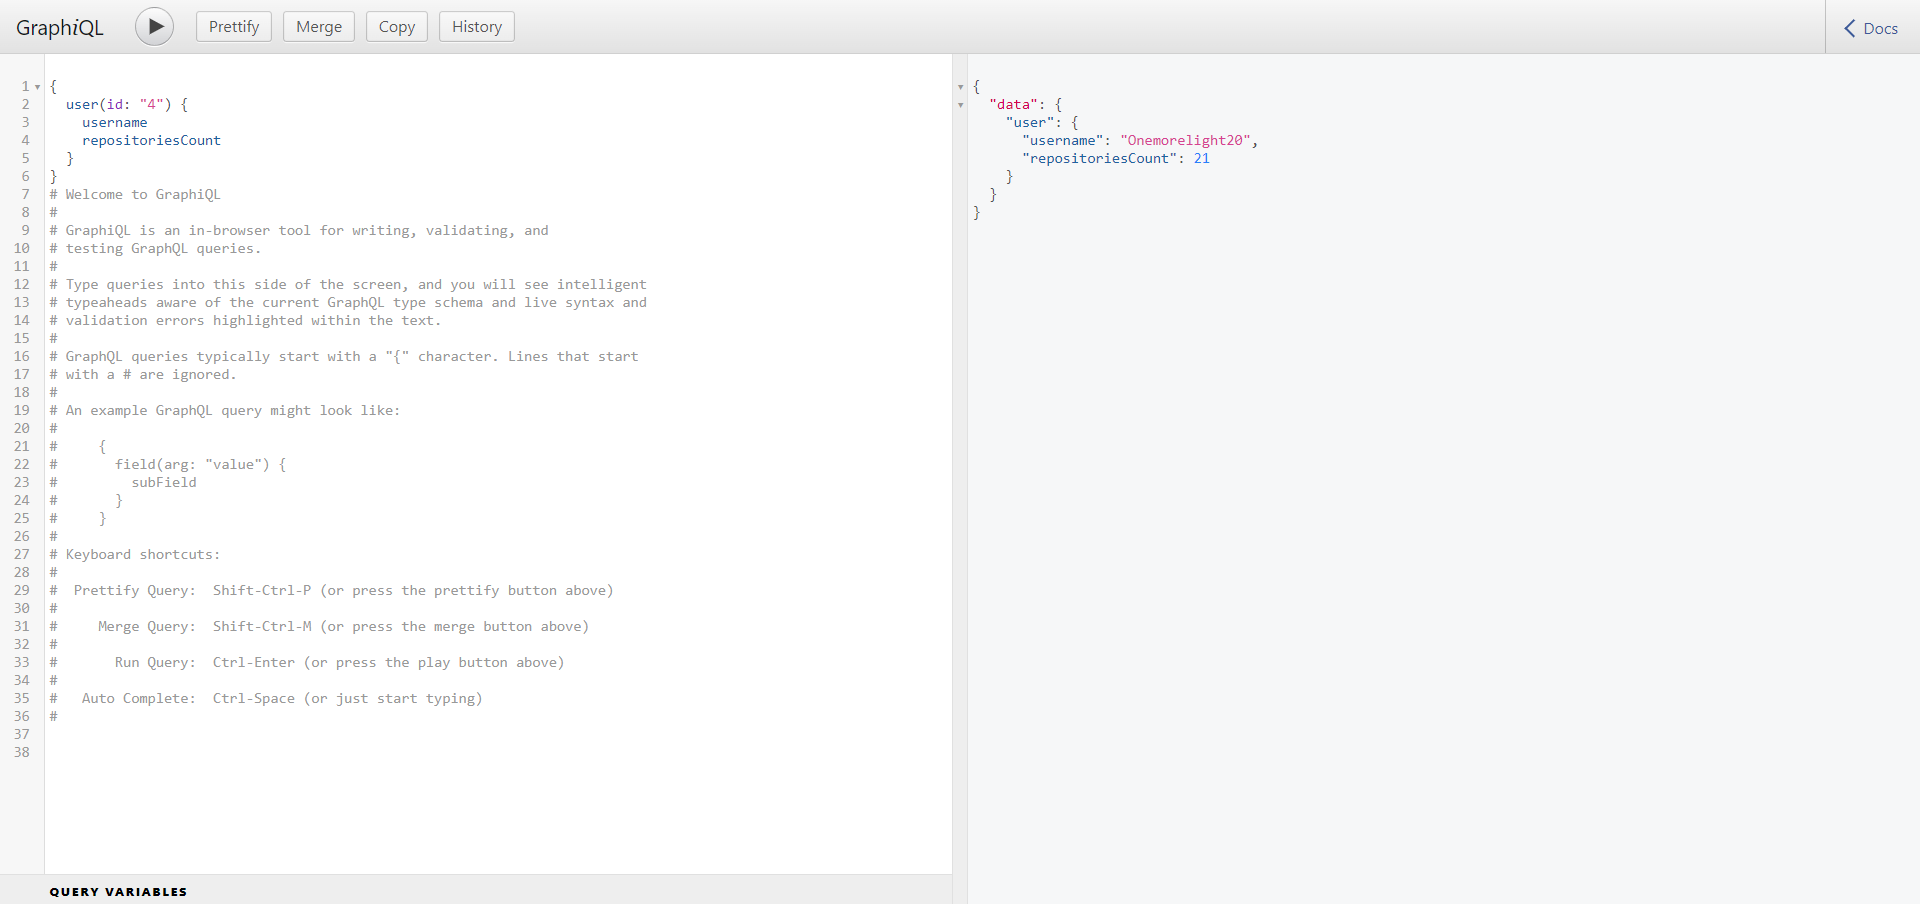 GraphiQL Prettify Merge Copy History Docs
1 {
2 user(id: "4") {
3 username
4 repositoriesCount
5 }
6 }
7 # Welcome to GraphiQL
8 #
9 # GraphiQL is an in-browser tool for writing, validating, and
10 # testing GraphQL queries.
11 #
12 # Type queries into this side of the screen, and you will see intelligent
13 # typeaheads aware of the current GraphQL type schema and live syntax and
14 # validation errors highlighted within the text.
15 #
16 # GraphQL queries typically start with a "{" character. Lines that start
17 # with a # are ignored.
18 #
19 # An example GraphQL query might look like:
20 #
21 #     {
22 #       field(arg: "value") {
23 #         subField
24 #       }
25 #     }
26 #
27 # Keyboard shortcuts:
28 #
29 #  Prettify Query:  Shift-Ctrl-P (or press the prettify button above)
30 #
31 #     Merge Query:  Shift-Ctrl-M (or press the merge button above)
32 #
33 #       Run Query:  Ctrl-Enter (or press the play button above)
34 #
35 #   Auto Complete:  Ctrl-Space (or just start typing)
36 #
37
38
QUERY VARIABLES
{
"data": {
"user": {
"username": "Onemorelight20",
"repositoriesCount": 21
}
}
}